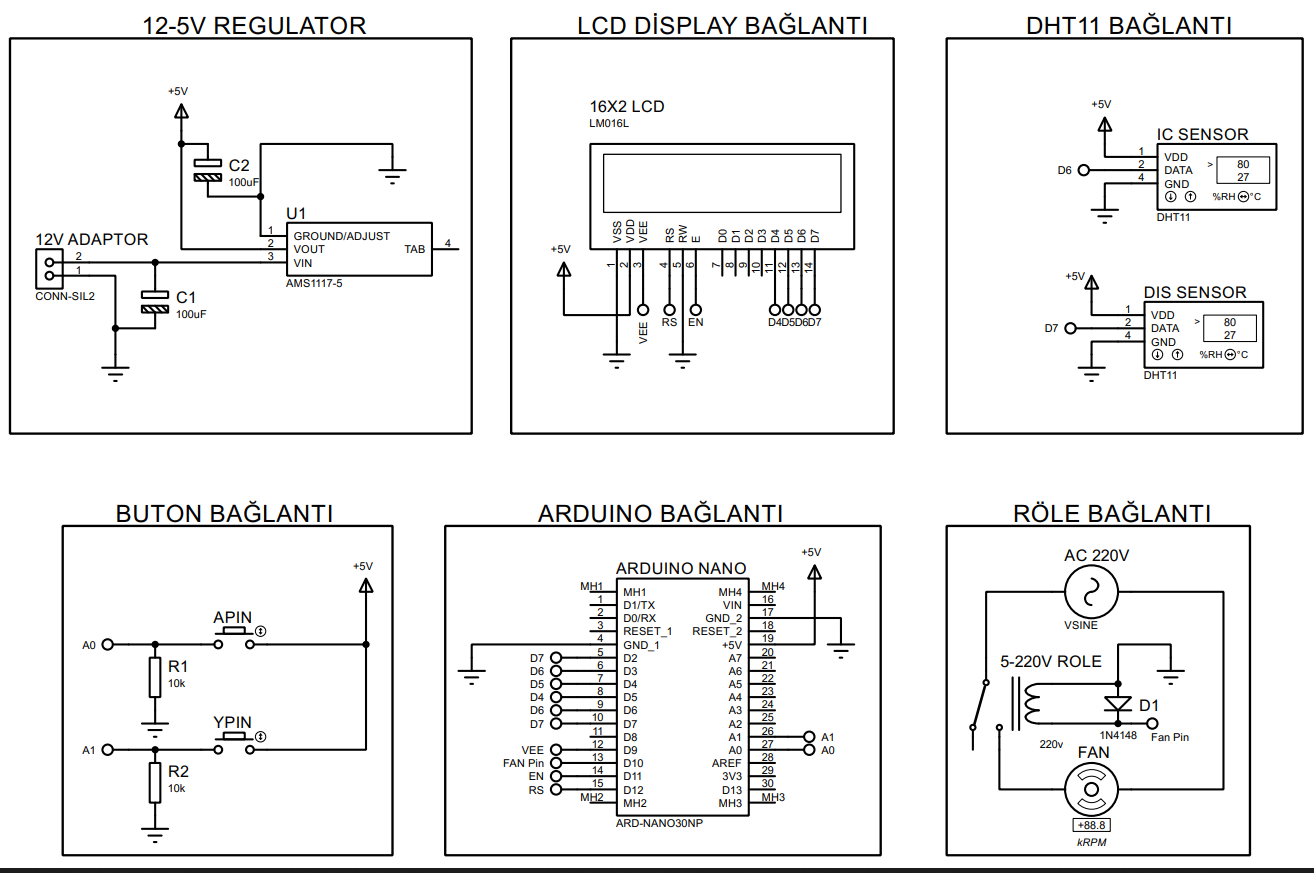 12-5V REGULATOR
+5V
C2
100uF
U1
1
GROUND/ADJUST
2
VOUT
TAB
4
3
VIN
AMS1117-5
12V ADAPTOR
2
1
CONN-SIL2
C1
100uF
LCD DİSPLAY BAĞLANTI
16X2 LCD
LM016L
VSS
VDD
VEE
RS
RW
E
D0
D1
D2
D3
D4
D5
D6
D7
+5V
1
2
3
4
5
6
7
8
9
10
11
12
13
14
VEE
RS
EN
D4D5D6D7
DHT11 BAĞLANTI
+5V
IC SENSOR
1
VDD
D6
2
DATA
4
GND
>
80
27
%RH
°C
DHT11
+5V
DIS SENSOR
1
VDD
D7
2
DATA
4
GND
>
80
27
%RH
°C
DHT11
BUTON BAĞLANTI
+5V
APIN
A0
R1
10k
YPIN
A1
R2
10k
ARDUINO BAĞLANTI
+5V
ARDUINO NANO
MH1 MH1 MH4 MH4
1 D1/TX VIN 16
2 D0/RX GND_2 17
3 RESET_1 RESET_2 18
4 GND_1 +5V 19
D7 5 D2 A7 20
D6 6 D3 A6 21
D5 7 D4 A5 22
D4 8 D5 A4 23
D6 9 D6 A3 24
D7 10 D7 A2 25
11 D8 A1 26 A1
VEE 12 D9 A0 27 A0
FAN Pin 13 D10 AREF 28
EN 14 D11 3V3 29
RS 15 D12 D13 30
MH2 MH2 MH3 MH3
ARD-NANO30NP
RÖLE BAĞLANTI
AC 220V
VSINE
5-220V ROLE
D1
1N4148
Fan Pin
220v
FAN
+88.8
kRPM